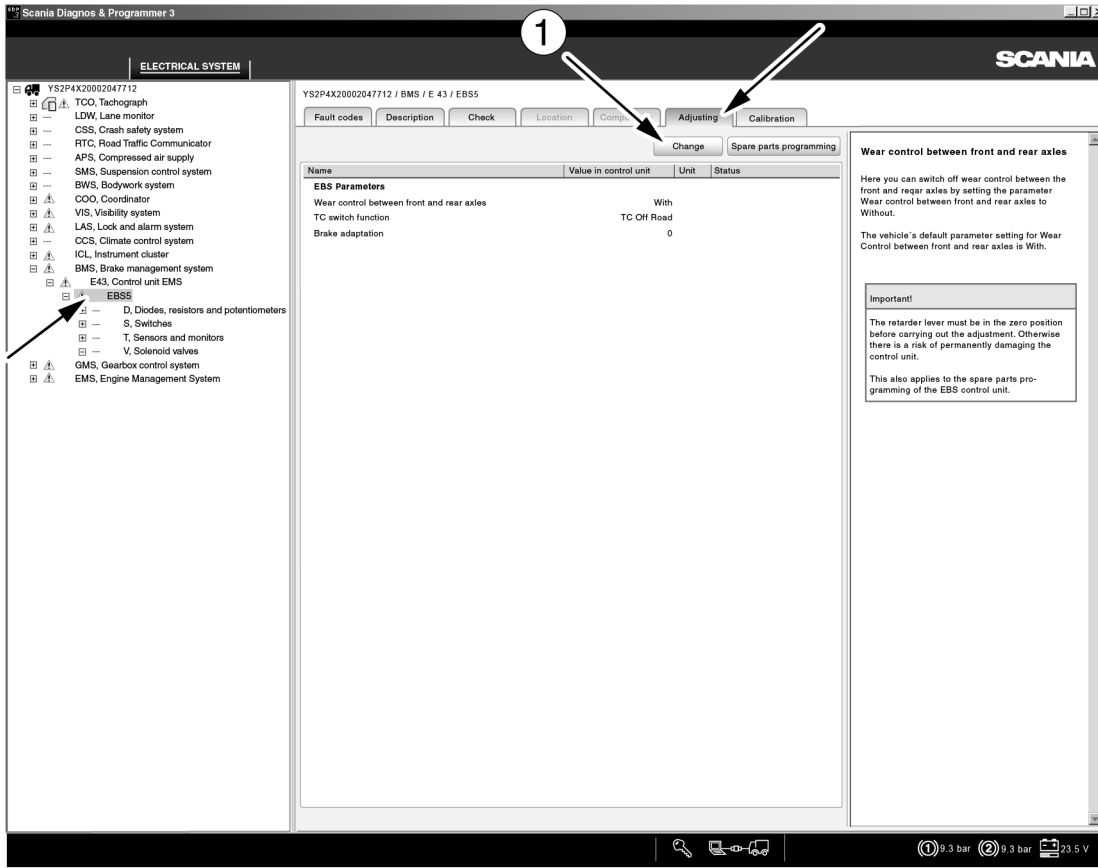 SDP
3
Scania Diagnos & Programmer 3
1
ELECTRICAL SYSTEM
SCANIA
YS2P4X20002047712
TCO, Tachograph
LDW, Lane monitor
CSS, Crash safety system
RTC, Road Traffic Communicator
APS, Compressed air supply
SMS, Suspension control system
BWS, Bodywork system
COO, Coordinator
VIS, Visibility system
LAS, Lock and alarm system
CCS, Climate control system
ICL, Instrument cluster
BMS, Brake management system
E43, Control unit EMS
EBS5
D, Diodes, resistors and potentiometers
S, Switches
T, Sensors and monitors
V, Solenoid valves
GMS, Gearbox control system
EMS, Engine Management System
YS2P4X20002047712 / BMS / E 43 / EBS5
Fault codes Description Check Location Adjusting Calibration
Change Spare parts programming
Name Value in control unit Unit Status
EBS Parameters
Wear control between front and rear axles With
TC switch function TC Off Road
Brake adaptation 0
Wear control between front and rear axles
Here you can switch off wear control between the
front and reqar axles by setting the parameter
Wear control between front and rear axles to
Without.
The vehicle´s default parameter setting for Wear
Control between front and rear axles is With.
Important!
The retarder lever must be in the zero position
before carrying out the adjustment. Otherwise
there is a risk of permanently damaging the
control unit.
This also applies to the spare parts pro-
gramming of the EBS control unit.
1 9.3 bar 2 9.3 bar 23.5 V